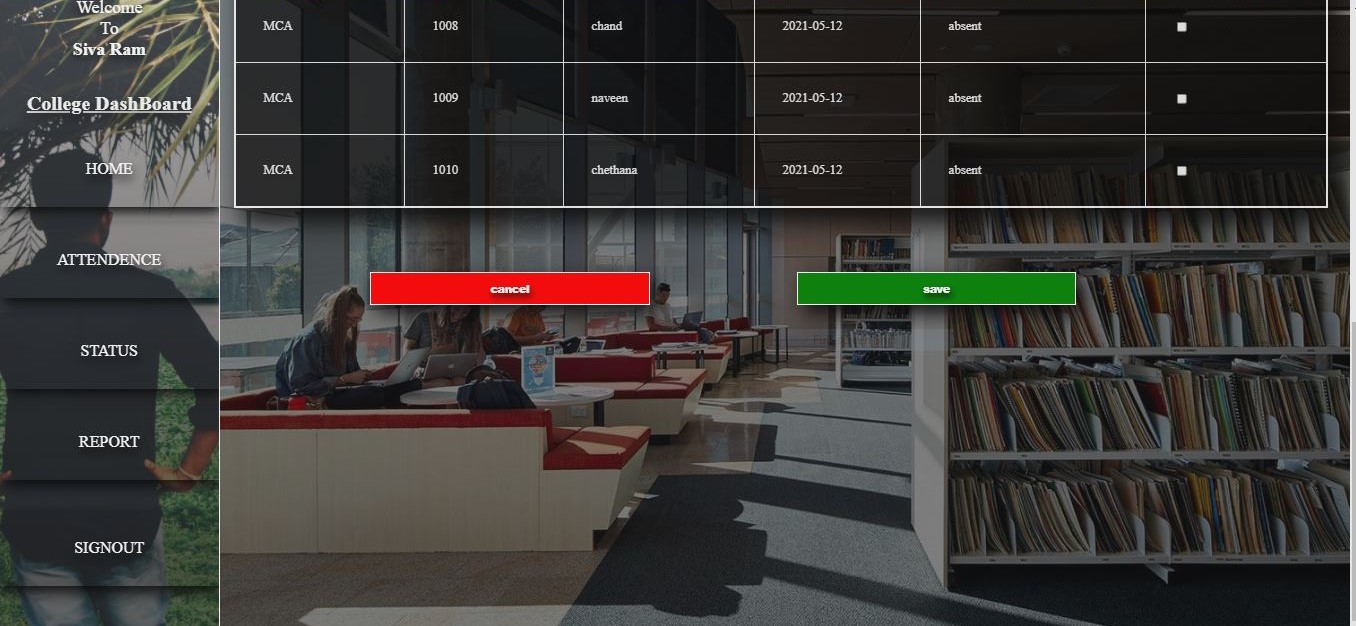 Welcome
To
Siva Ram
College DashBoard
HOME
ATTENDENCE
STATUS
REPORT
SIGNOUT
MCA 1008 chand 2021-05-12 absent
MCA 1009 naveen 2021-05-12 absent
MCA 1010 chethana 2021-05-12 absent
cancel save